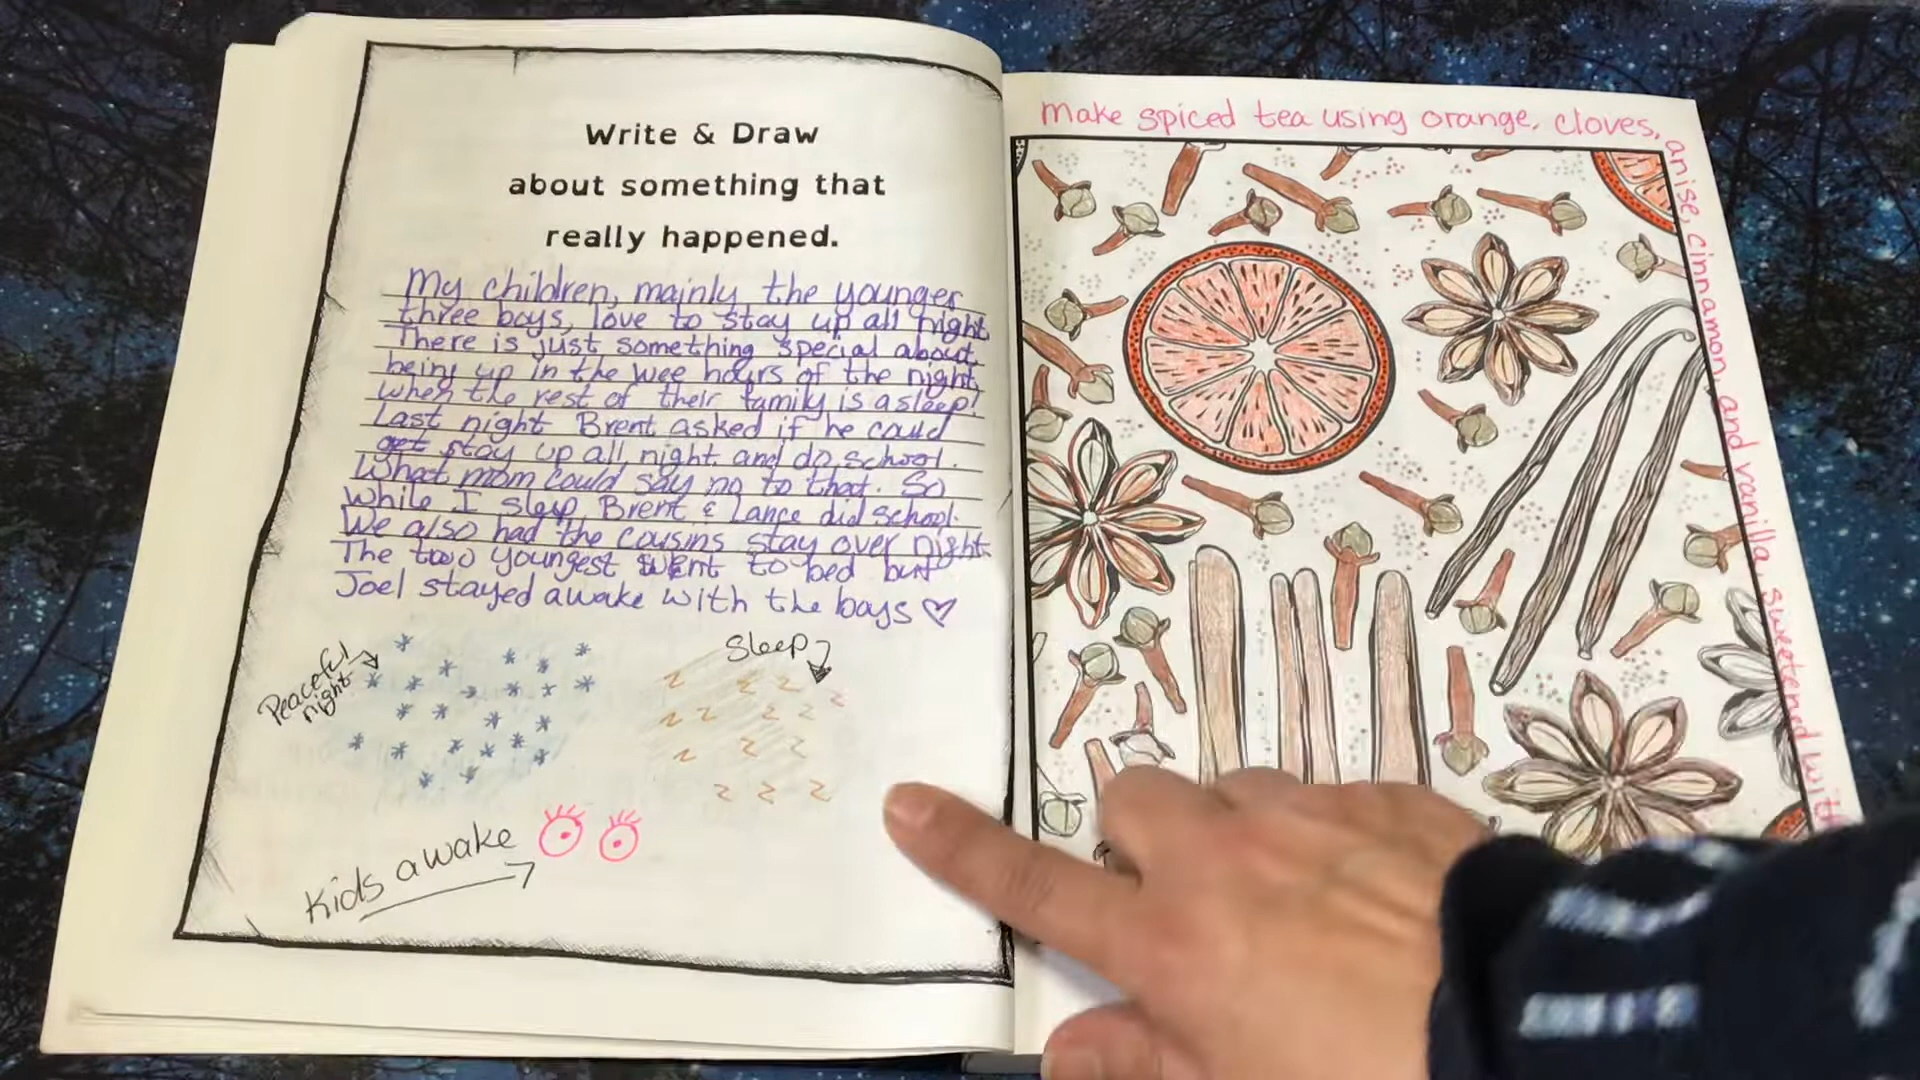 Write & Draw
about something that
really happened.
My children, mainly the younger
three boys, love to stay up all night
There is just something special about
being up in the wee hours of the night
when the rest of their family is asleep!
Last night Brent asked if he could
get stay up all night and do school.
What mom could say no to that. So
while I sleep, Brent & Lance did school.
We also had the cousins stay over night.
The two youngest went to bed but
Joel stayed awake with the boys ♡
Peaceful
night
Sleep
z z z z
z z z z
z z z
z z z
Kids awake
make spiced tea using orange, cloves,
anise, cinnamon, and vanilla sweetened with